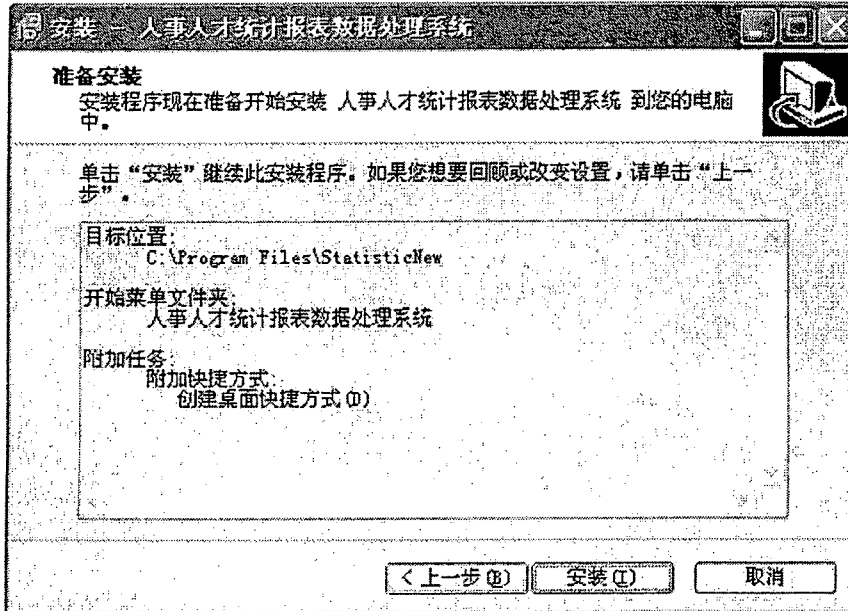 安装 - 人事人才统计报表数据处理系统
准备安装
安装程序现在准备开始安装 人事人才统计报表数据处理系统 到您的电脑
中。
单击“安装”继续此安装程序。如果您想要回顾或改变设置，请单击“上一
步”。
目标位置:
C:\Program Files\StatisticNew
开始菜单文件夹:
人事人才统计报表数据处理系统
附加任务:
附加快捷方式:
创建桌面快捷方式(D)
< 上一步(B) 安装(I) 取消